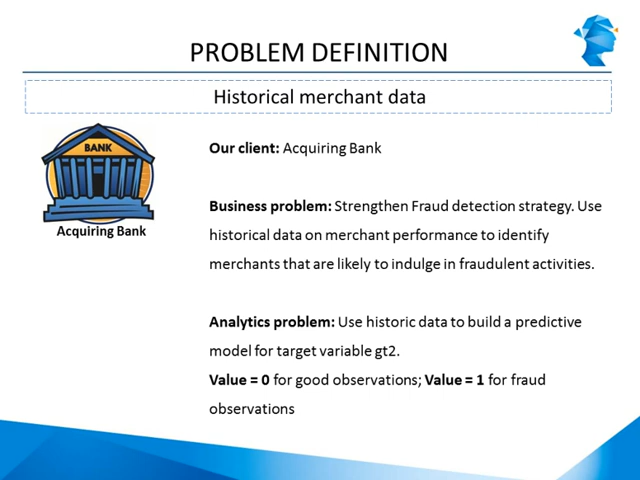 PROBLEM DEFINITION
Historical merchant data
BANK
Acquiring Bank
Our client: Acquiring Bank
Business problem: Strengthen Fraud detection strategy. Use
historical data on merchant performance to identify
merchants that are likely to indulge in fraudulent activities.
Analytics problem: Use historic data to build a predictive
model for target variable gt2.
Value = 0 for good observations; Value = 1 for fraud
observations